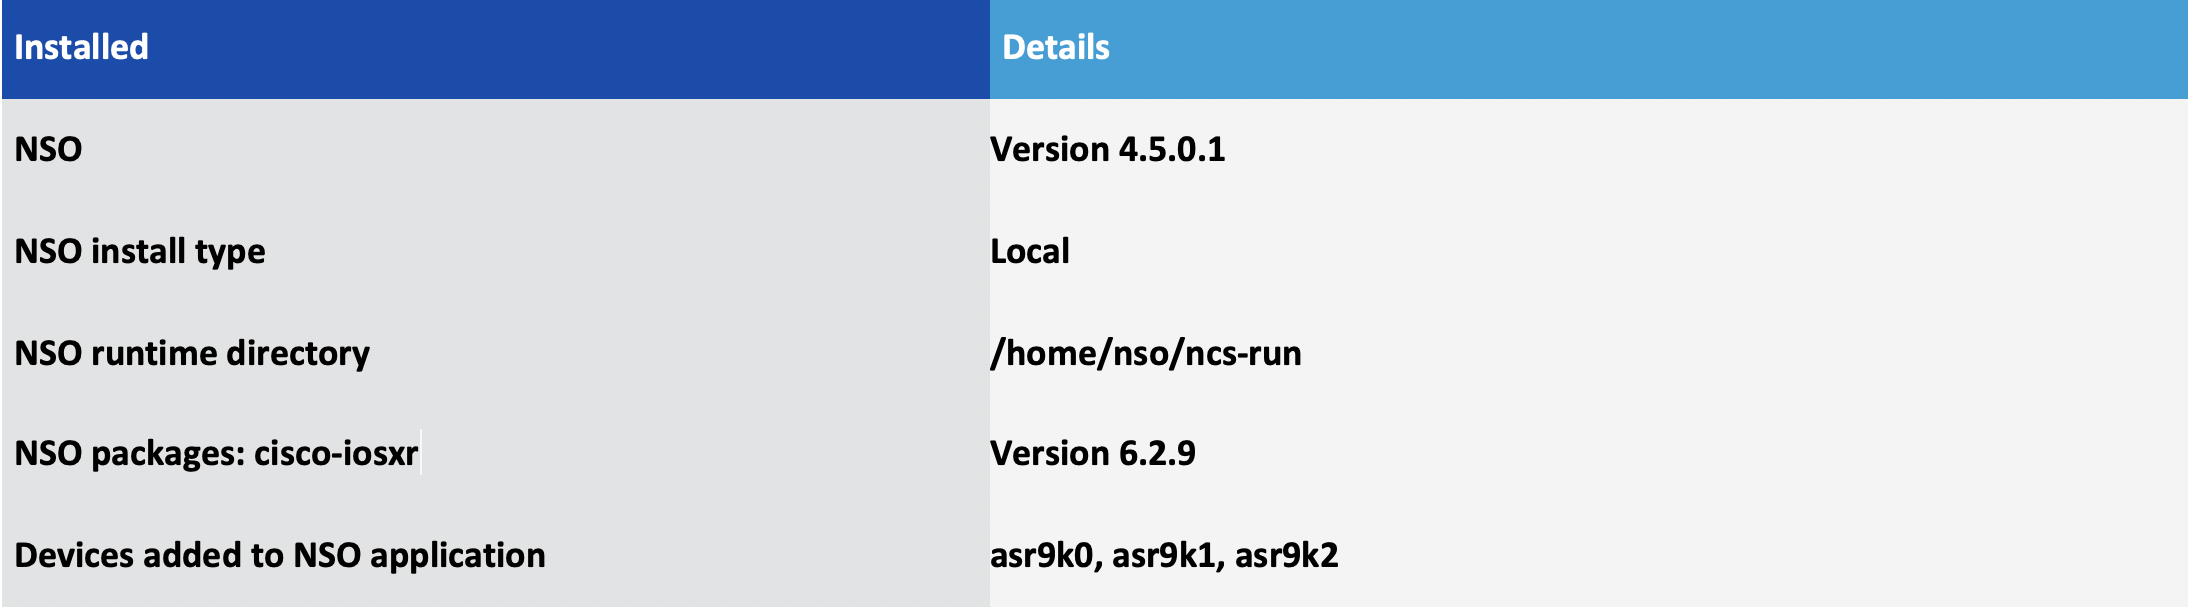 Installed Details
NSO Version 4.5.0.1
NSO install type Local
NSO runtime directory /home/nso/ncs-run
NSO packages: cisco-iosxr Version 6.2.9
Devices added to NSO application asr9k0, asr9k1, asr9k2